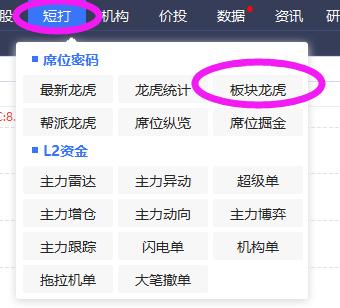 股 短打 机构 价投 数据 资讯 研
席位密码
最新龙虎 龙虎统计 板块龙虎
帮派龙虎 席位纵览 席位掘金
C:8.
L2资金
主力雷达 主力异动 超级单
主力增仓 主力动向 主力博弈
主力跟踪 闪电单 机构单
拖拉机单 大笔撤单